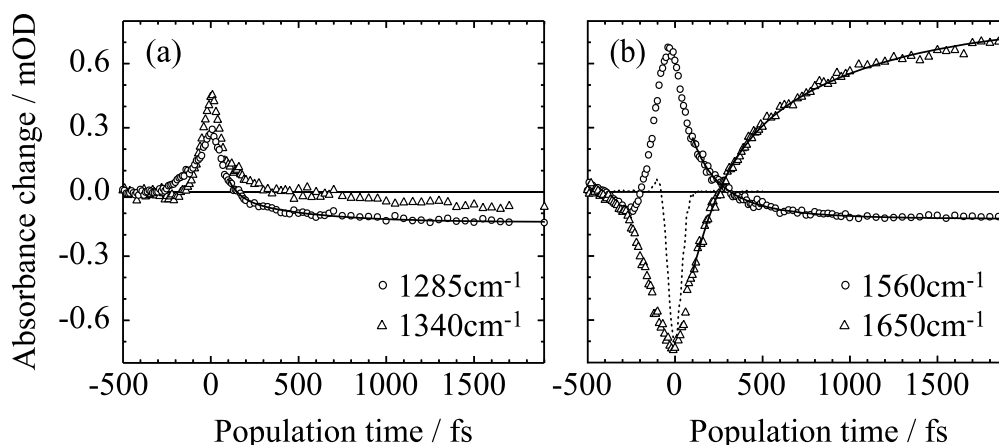 Absorbance change / mOD
0.6
0.3
0.0
-0.3
-0.6
(a)
1285cm-1
1340cm-1
-500 0 500 1000 1500
Population time / fs
(b)
1560cm-1
1650cm-1
-500 0 500 1000 1500
Population time / fs